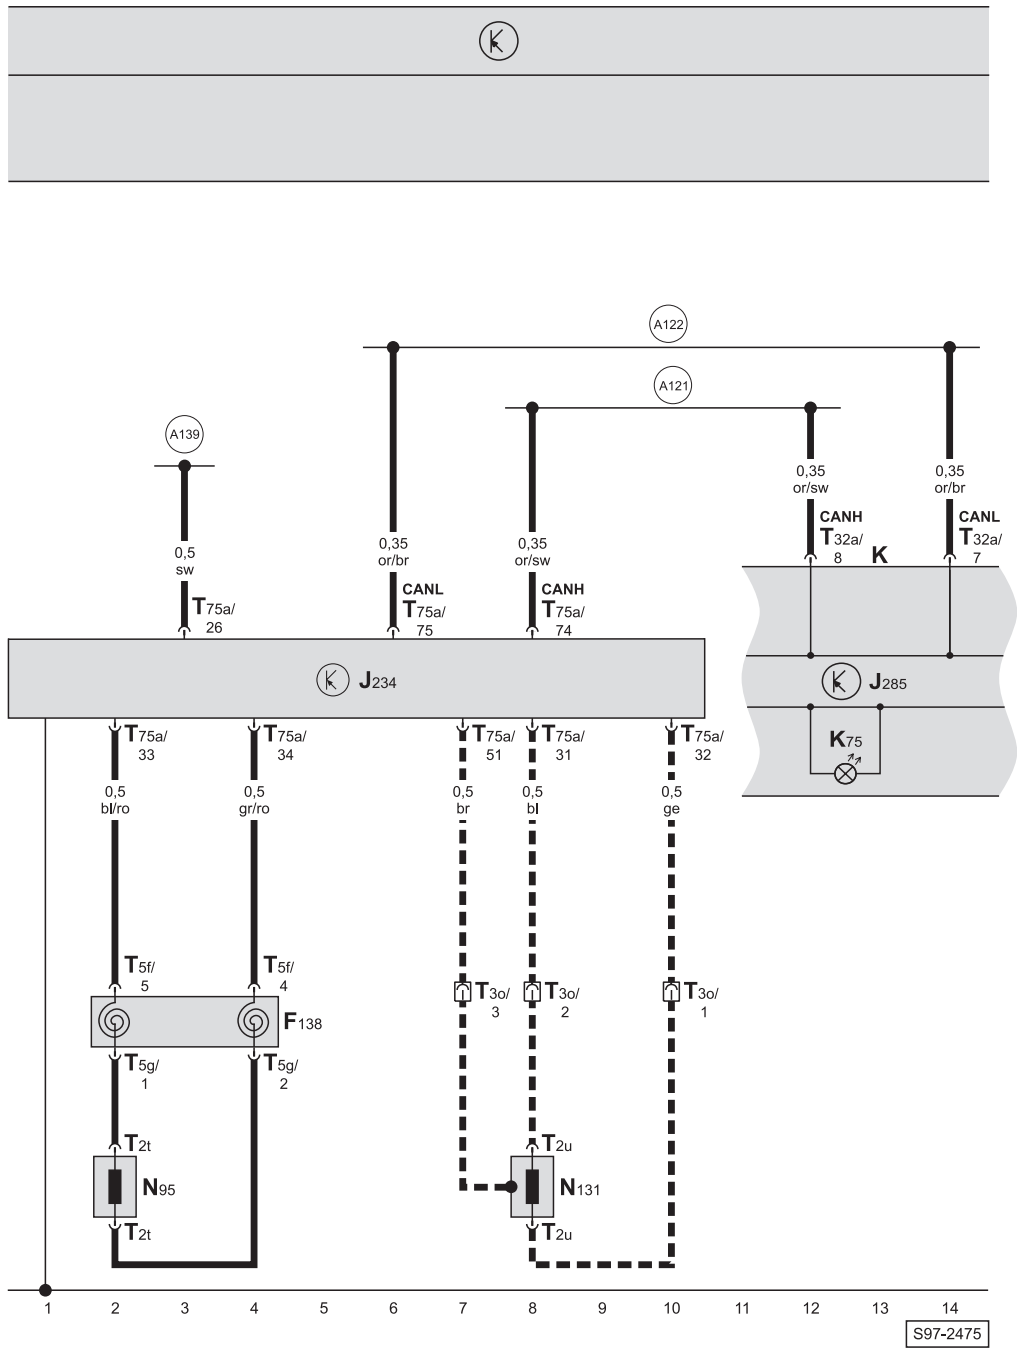 A122
A121
A139
0,35
or/sw
0,35
or/br
CANH
T32a/
8
K
CANL
T32a/
7
0,5
sw
0,35
or/br
0,35
or/sw
T75a/
26
CANL
T75a/
75
CANH
T75a/
74
J234
J285
T75a/
33
T75a/
34
T75a/
51
T75a/
31
T75a/
32
K75
0,5
bl/ro
0,5
gr/ro
0,5
br
0,5
bl
0,5
ge
T5f/
5
T5f/
4
T3o/
3
T3o/
2
T3o/
1
F138
T5g/
1
T5g/
2
T2t
T2u
N95
N131
T2t
T2u
1 2 3 4 5 6 7 8 9 10 11 12 13 14
S97-2475